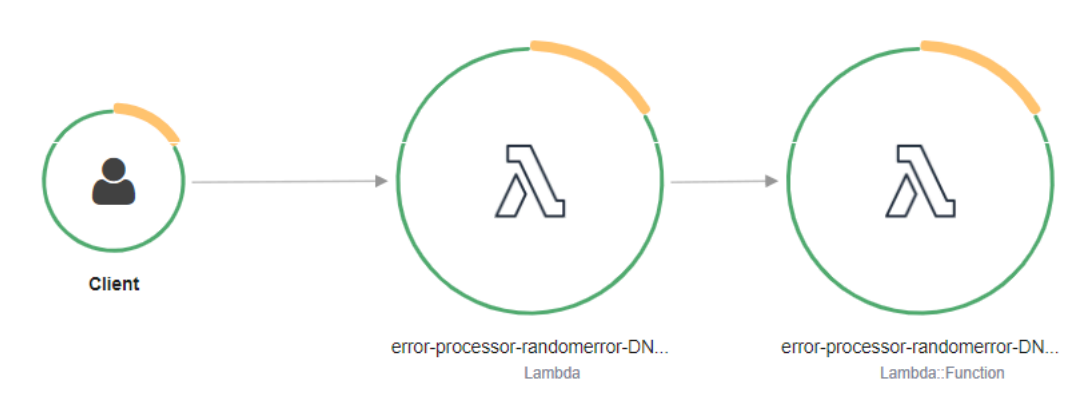 Client
error-processor-randomerror-DN...
Lambda
error-processor-randomerror-DN...
Lambda::Function